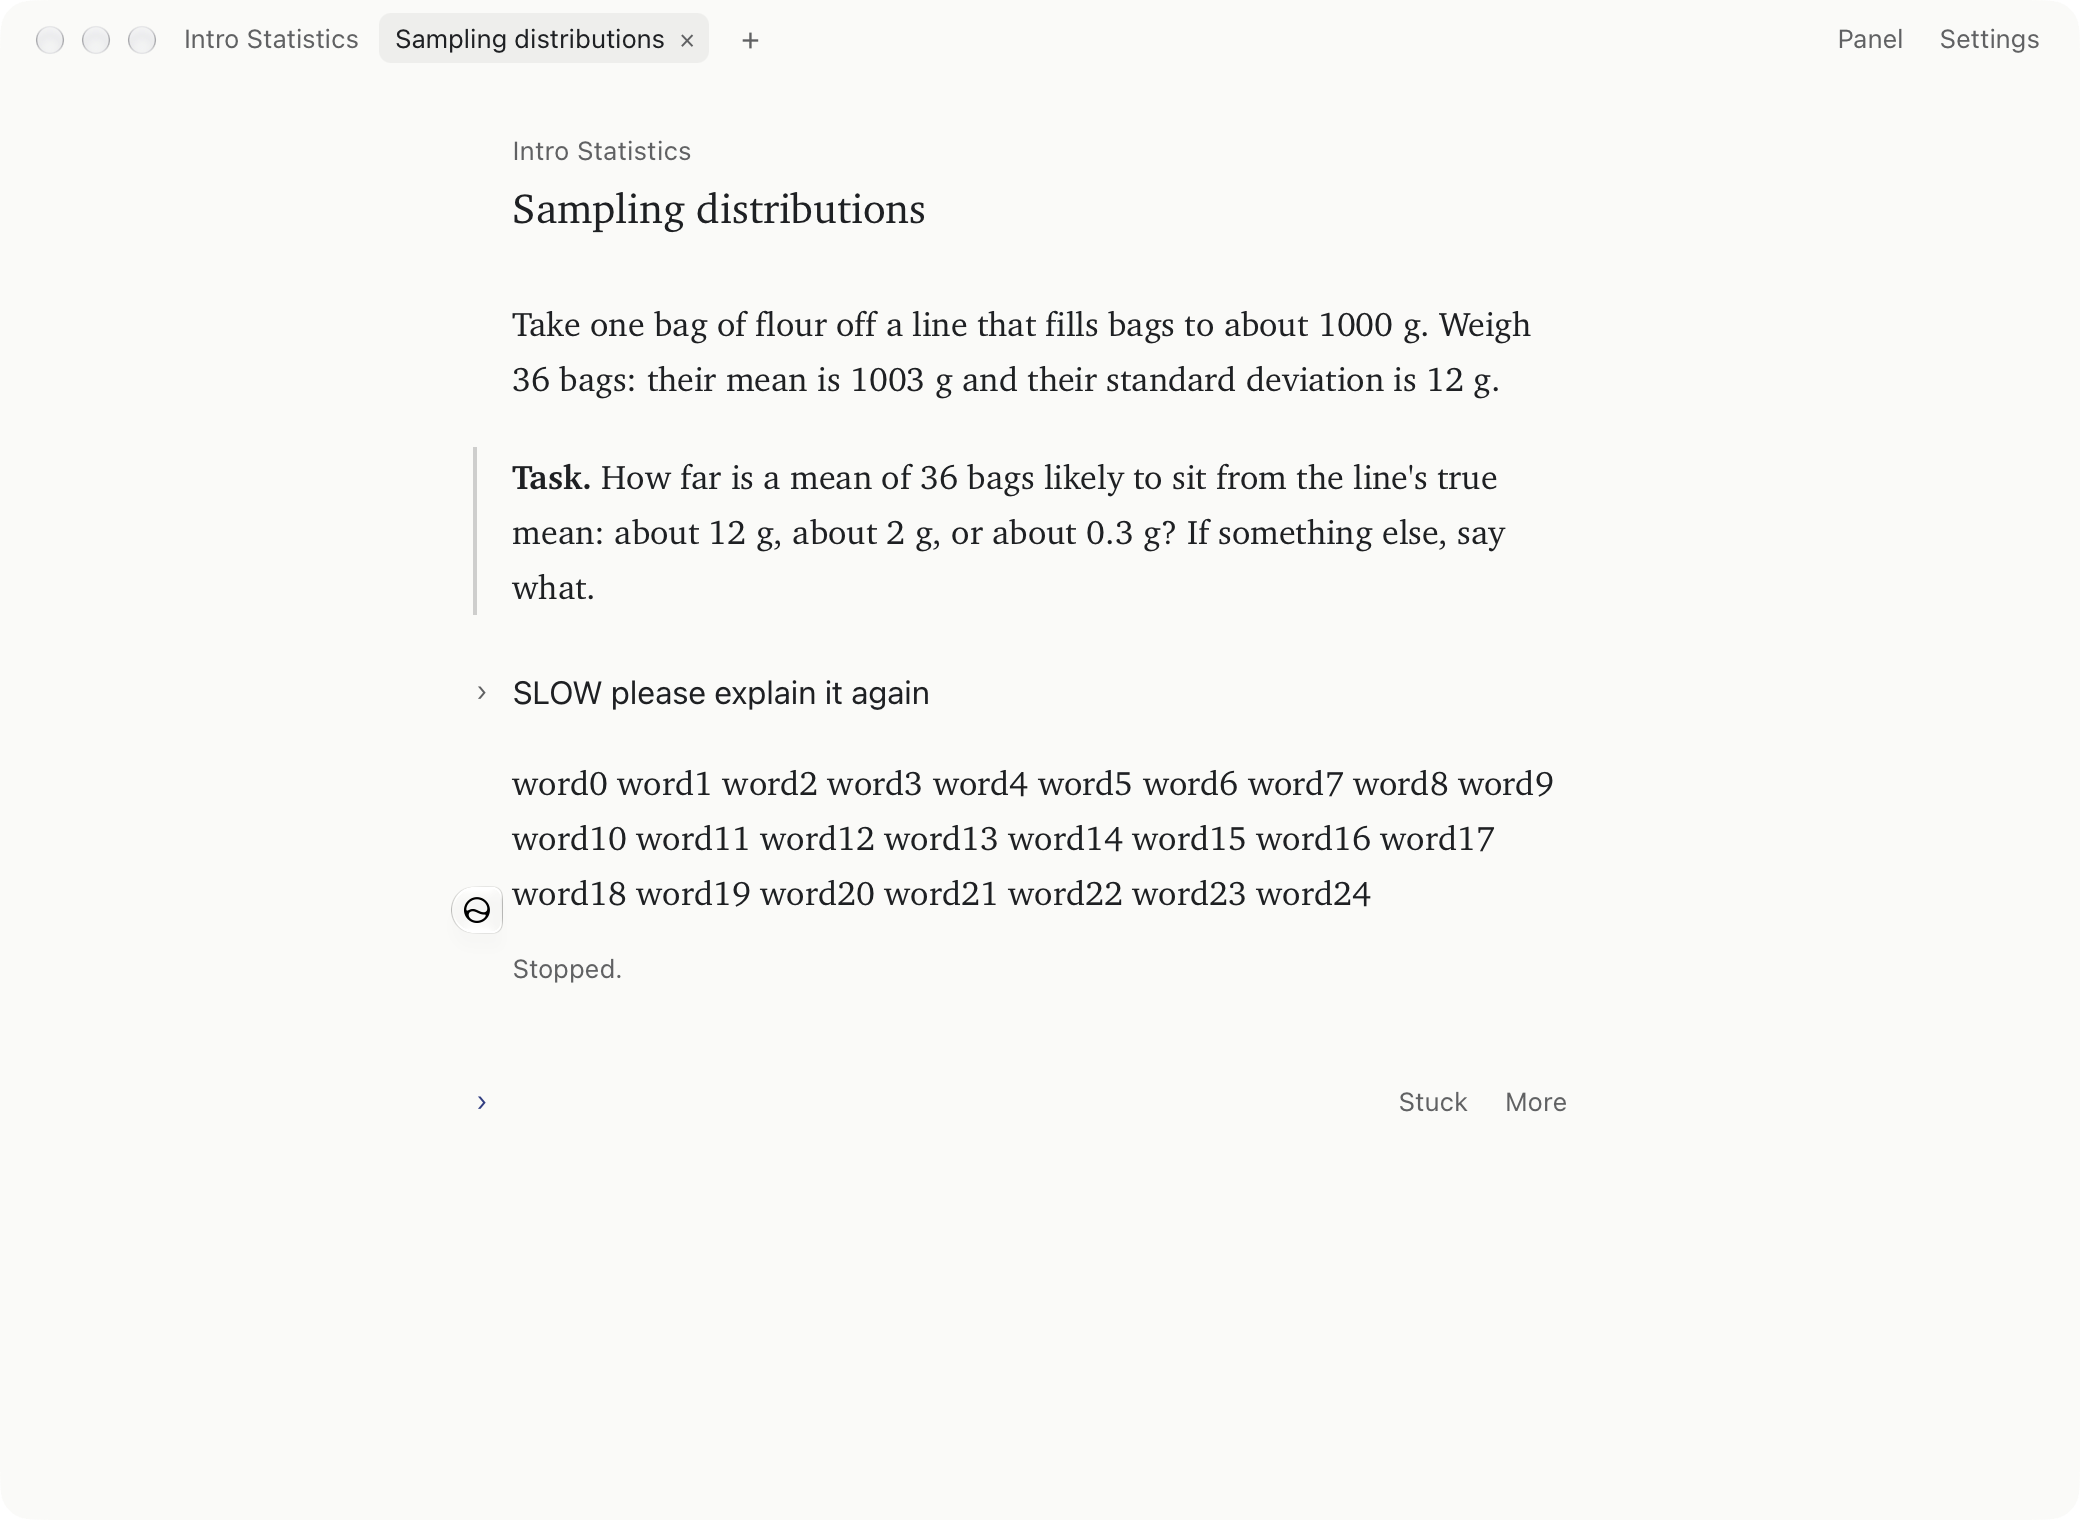 Intro Statistics
Sampling distributions ×
+
Panel
Settings
Intro Statistics
Sampling distributions
Take one bag of flour off a line that fills bags to about 1000 g. Weigh
36 bags: their mean is 1003 g and their standard deviation is 12 g.
Task. How far is a mean of 36 bags likely to sit from the line's true
mean: about 12 g, about 2 g, or about 0.3 g? If something else, say
what.
› SLOW please explain it again
word0 word1 word2 word3 word4 word5 word6 word7 word8 word9
word10 word11 word12 word13 word14 word15 word16 word17
word18 word19 word20 word21 word22 word23 word24
Stopped.
›
Stuck
More